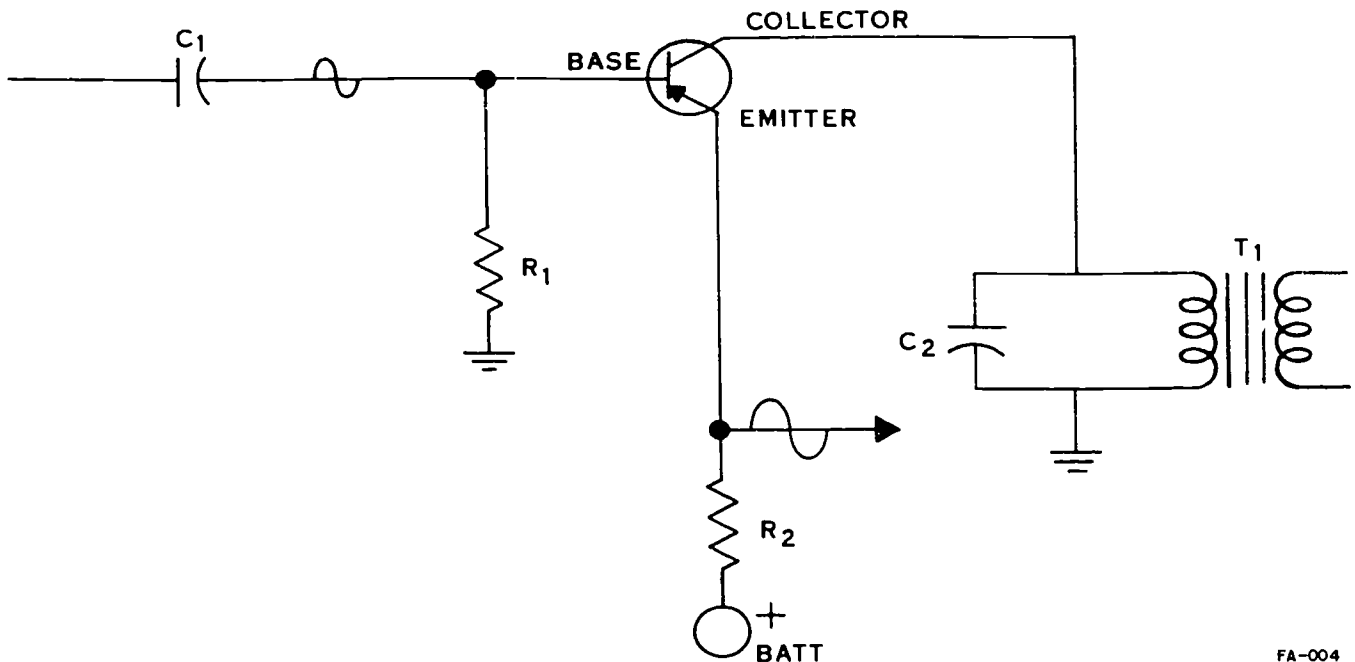 COLLECTOR
C1
BASE
EMITTER
R1
T1
C2
R2
+
BATT
FA-004